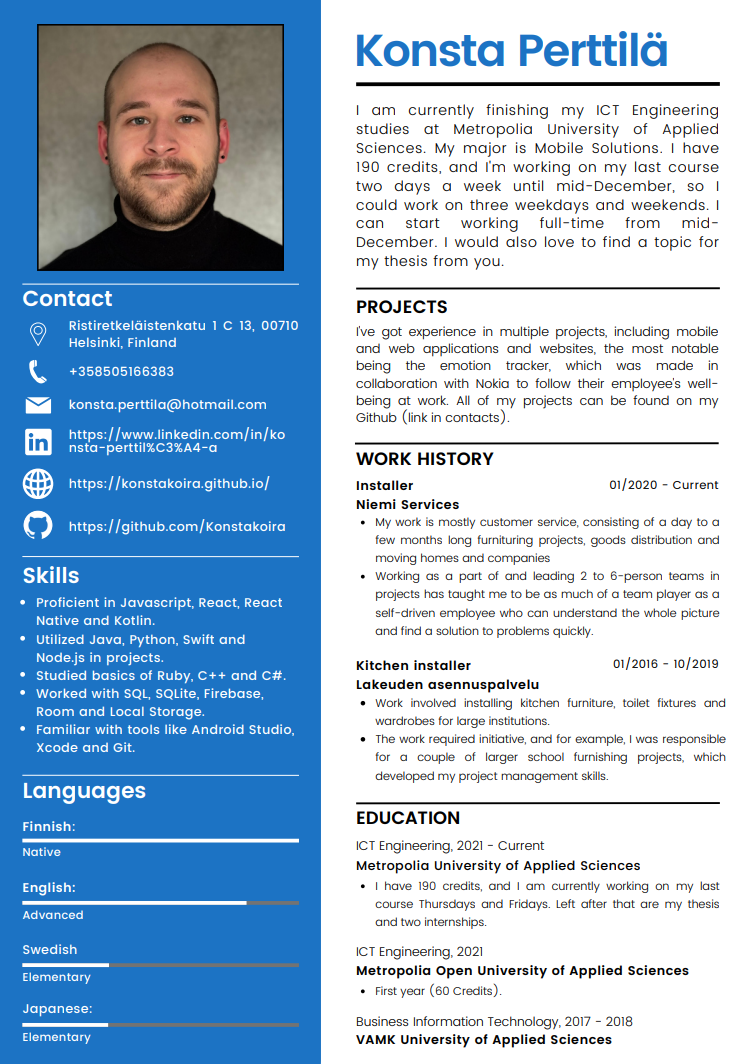 Konsta Perttilä
I am currently finishing my ICT Engineering
studies at Metropolia University of Applied
Sciences. My major is Mobile Solutions. I have
190 credits, and I'm working on my last course
two days a week until mid-December, so I
could work on three weekdays and weekends. I
can start working full-time from mid-
December. I would also love to find a topic for
my thesis from you.
Contact
Ristiretkeläistenkatu 1 C 13, 00710
Helsinki, Finland
+358505166383
konsta.perttila@hotmail.com
https://www.linkedin.com/in/ko
nsta-perttil%C3%A4-a
https://konstakoira.github.io/
https://github.com/Konstakoira
Skills
• Proficient in Javascript, React, React
Native and Kotlin.
• Utilized Java, Python, Swift and
Node.js in projects.
• Studied basics of Ruby, C++ and C#.
• Worked with SQL, SQLite, Firebase,
Room and Local Storage.
• Familiar with tools like Android Studio,
Xcode and Git.
Languages
Finnish:
Native
English:
Advanced
Swedish
Elementary
Japanese:
Elementary
PROJECTS
I've got experience in multiple projects, including mobile
and web applications and websites, the most notable
being the emotion tracker, which was made in
collaboration with Nokia to follow their employee's well-
being at work. All of my projects can be found on my
Github (link in contacts).
WORK HISTORY
Installer 01/2020 - Current
Niemi Services
• My work is mostly customer service, consisting of a day to a
few months long furnituring projects, goods distribution and
moving homes and companies
• Working as a part of and leading 2 to 6-person teams in
projects has taught me to be as much of a team player as a
self-driven employee who can understand the whole picture
and find a solution to problems quickly.
Kitchen installer 01/2016 - 10/2019
Lakeuden asennuspalvelu
• Work involved installing kitchen furniture, toilet fixtures and
wardrobes for large institutions.
• The work required initiative, and for example, I was responsible
for a couple of larger school furnishing projects, which
developed my project management skills.
EDUCATION
ICT Engineering, 2021 - Current
Metropolia University of Applied Sciences
• I have 190 credits, and I am currently working on my last
course Thursdays and Fridays. Left after that are my thesis
and two internships.
ICT Engineering, 2021
Metropolia Open University of Applied Sciences
• First year (60 Credits).
Business Information Technology, 2017 - 2018
VAMK University of Applied Sciences